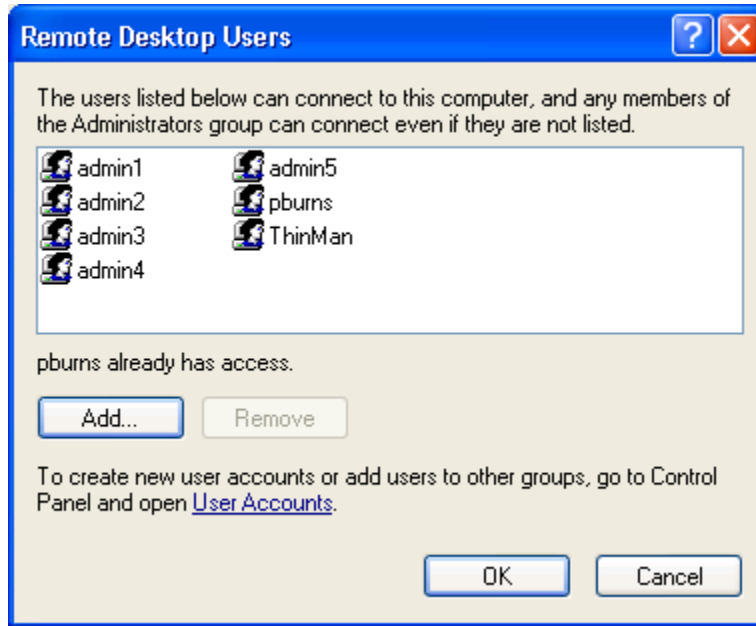 Remote Desktop Users
The users listed below can connect to this computer, and any members of
the Administrators group can connect even if they are not listed.
admin1
admin2
admin3
admin4
admin5
pburns
ThinMan
pburns already has access.
Add...
Remove
To create new user accounts or add users to other groups, go to Control
Panel and open User Accounts.
OK
Cancel